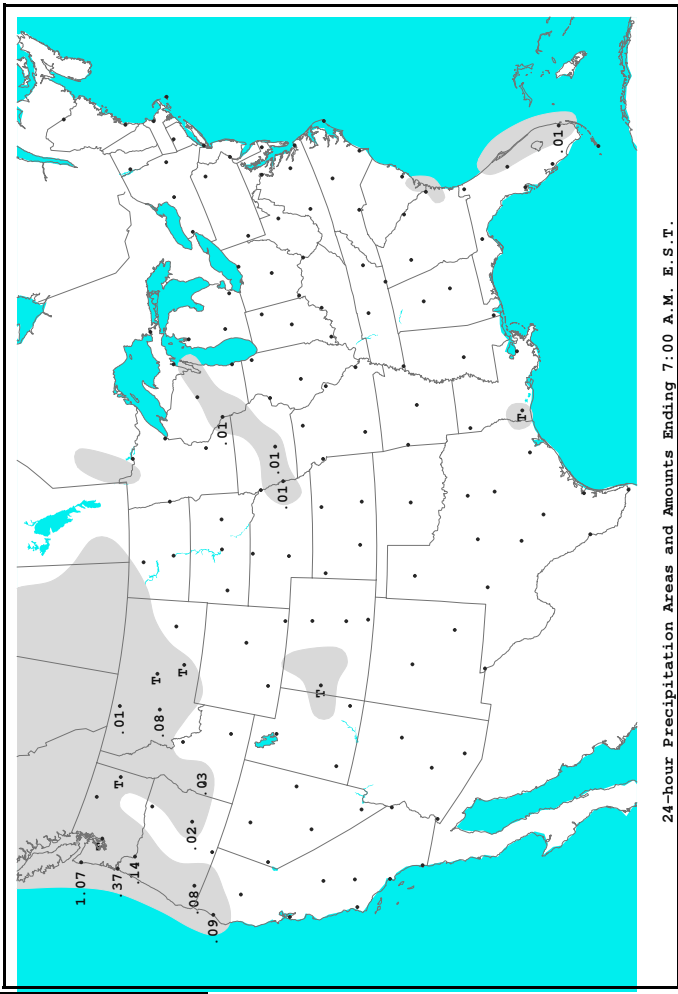 1.07
.37
T
.01
.14
T
.08
T
.02
.08
.03
.09
.01
.01
.01
T
T
.01
24-hour Precipitation Areas and Amounts Ending 7:00 A.M. E.S.T.